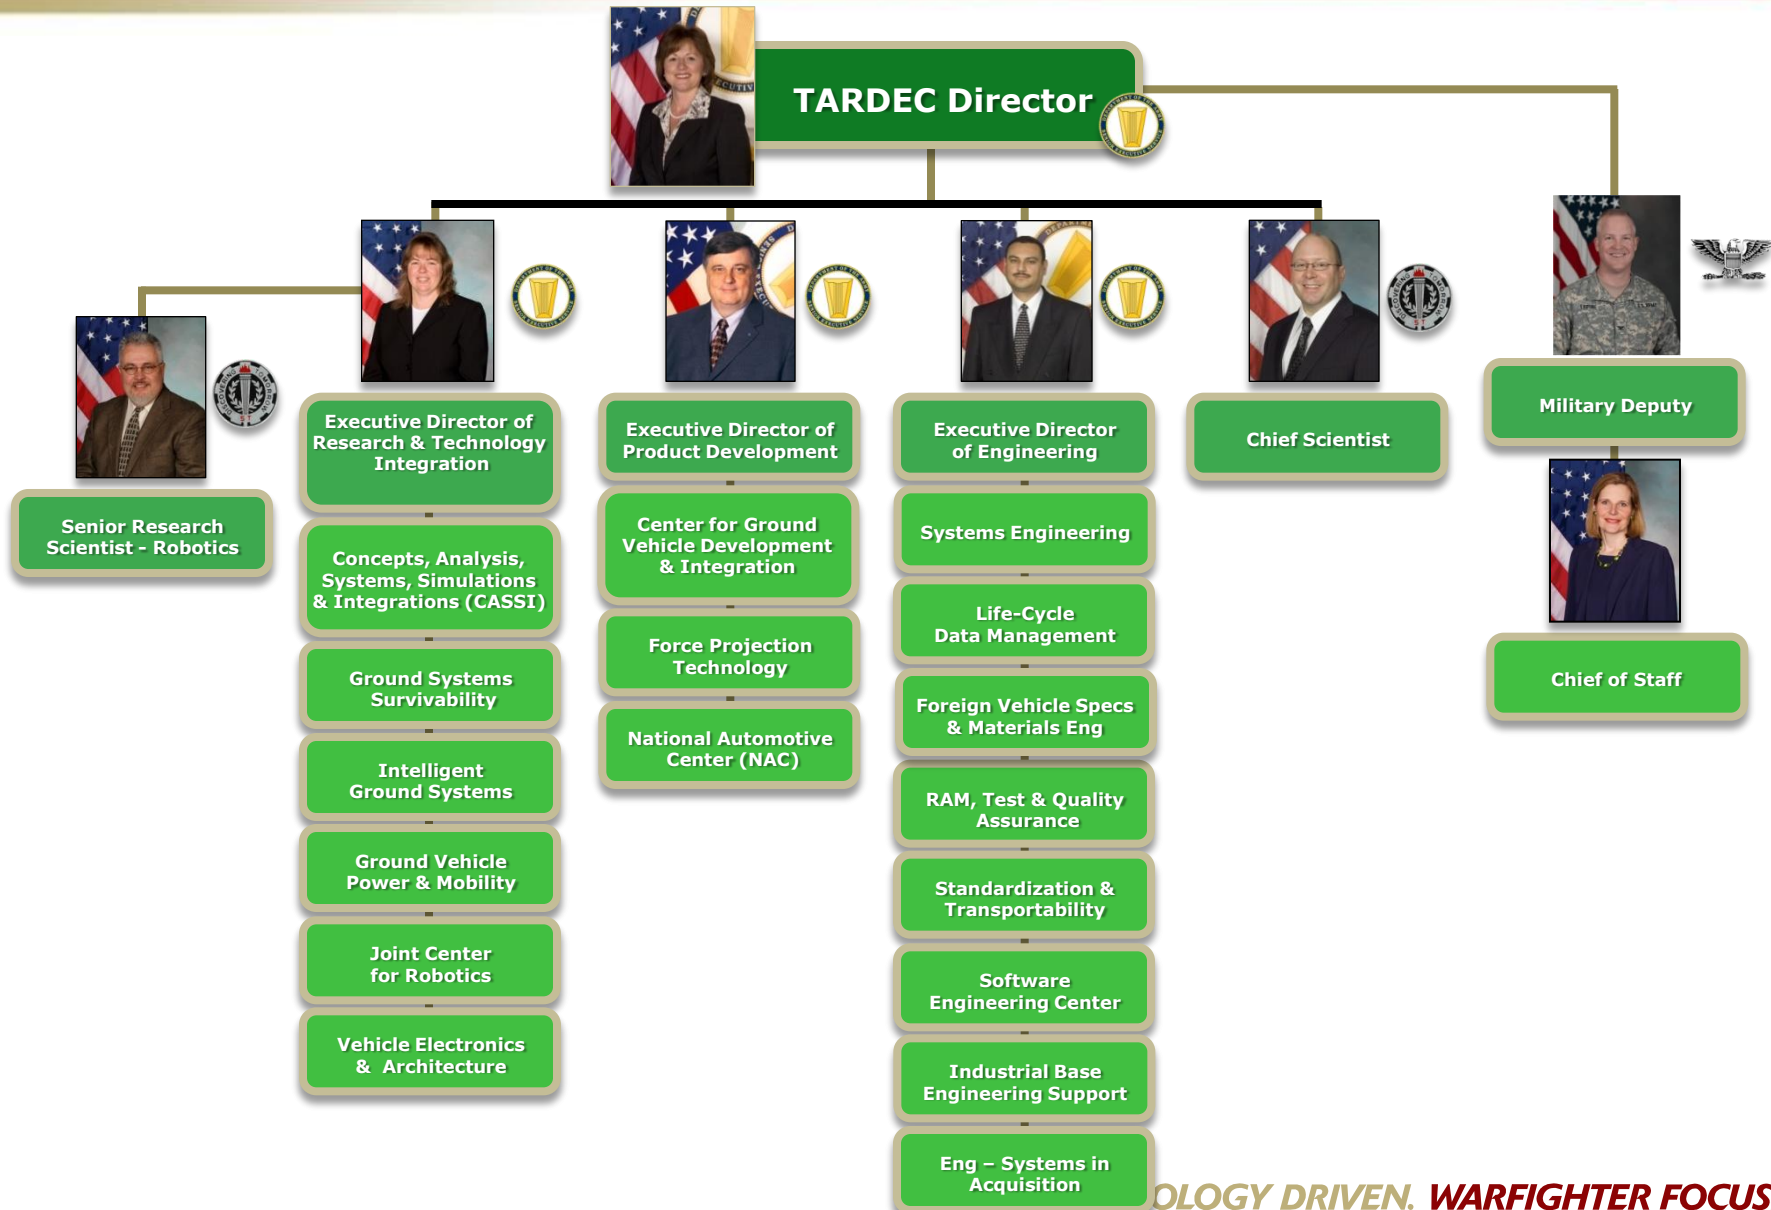 TARDEC Director
Executive Director of
Research & Technology
Integration
Executive Director of
Product Development
Executive Director
of Engineering
Chief Scientist
Military Deputy
Senior Research
Scientist - Robotics
Concepts, Analysis,
Systems, Simulations
& Integrations (CASSI)
Ground Systems
Survivability
Intelligent
Ground Systems
Ground Vehicle
Power & Mobility
Joint Center
for Robotics
Vehicle Electronics
& Architecture
Center for Ground
Vehicle Development
& Integration
Force Projection
Technology
National Automotive
Center (NAC)
Systems Engineering
Life-Cycle
Data Management
Foreign Vehicle Specs
& Materials Eng
RAM, Test & Quality
Assurance
Standardization &
Transportability
Software
Engineering Center
Industrial Base
Engineering Support
Eng – Systems in
Acquisition
Chief of Staff
OLOGY DRIVEN. WARFIGHTER FOCUS